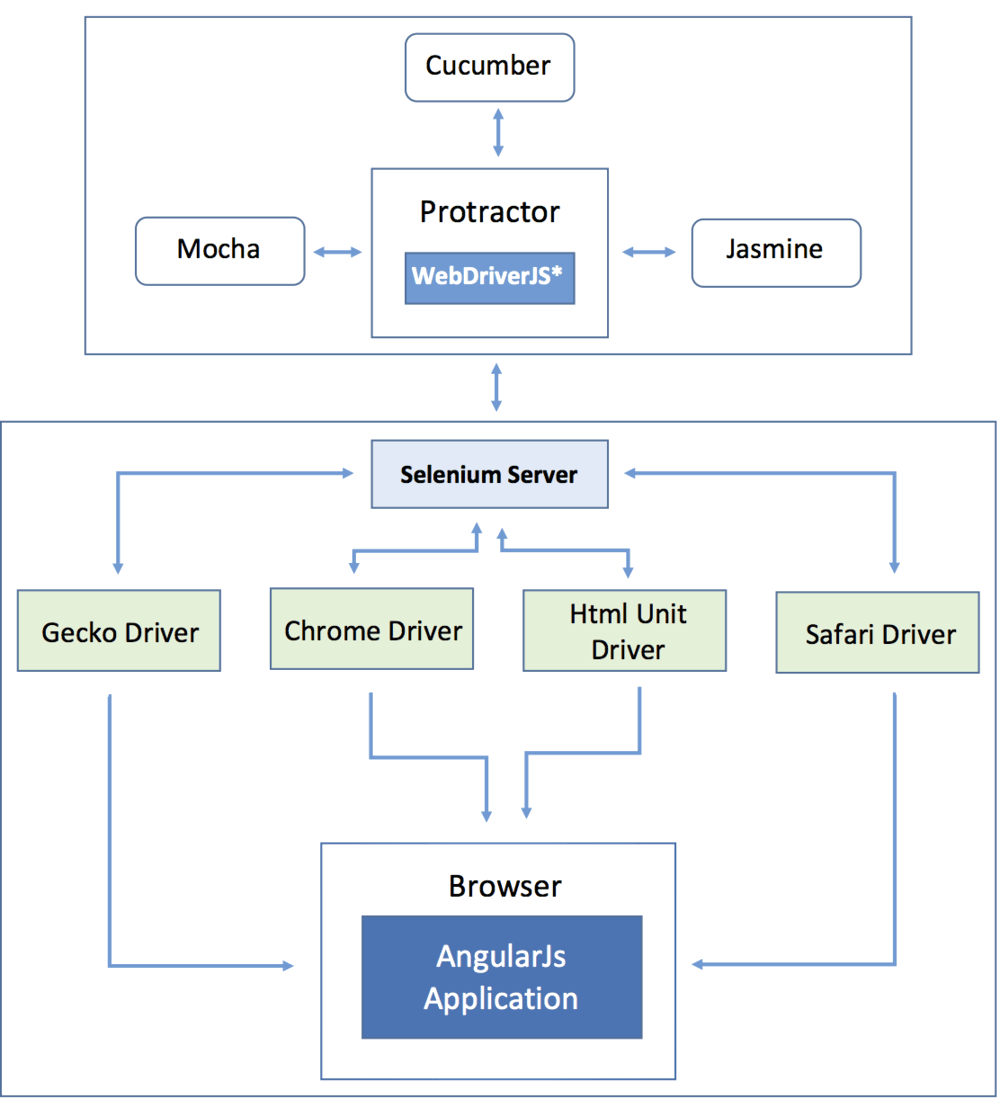 Cucumber
Protractor
Mocha
Jasmine
WebDriverJS*
Selenium Server
Gecko Driver
Chrome Driver
Html Unit
Driver
Safari Driver
Browser
AngularJs
Application